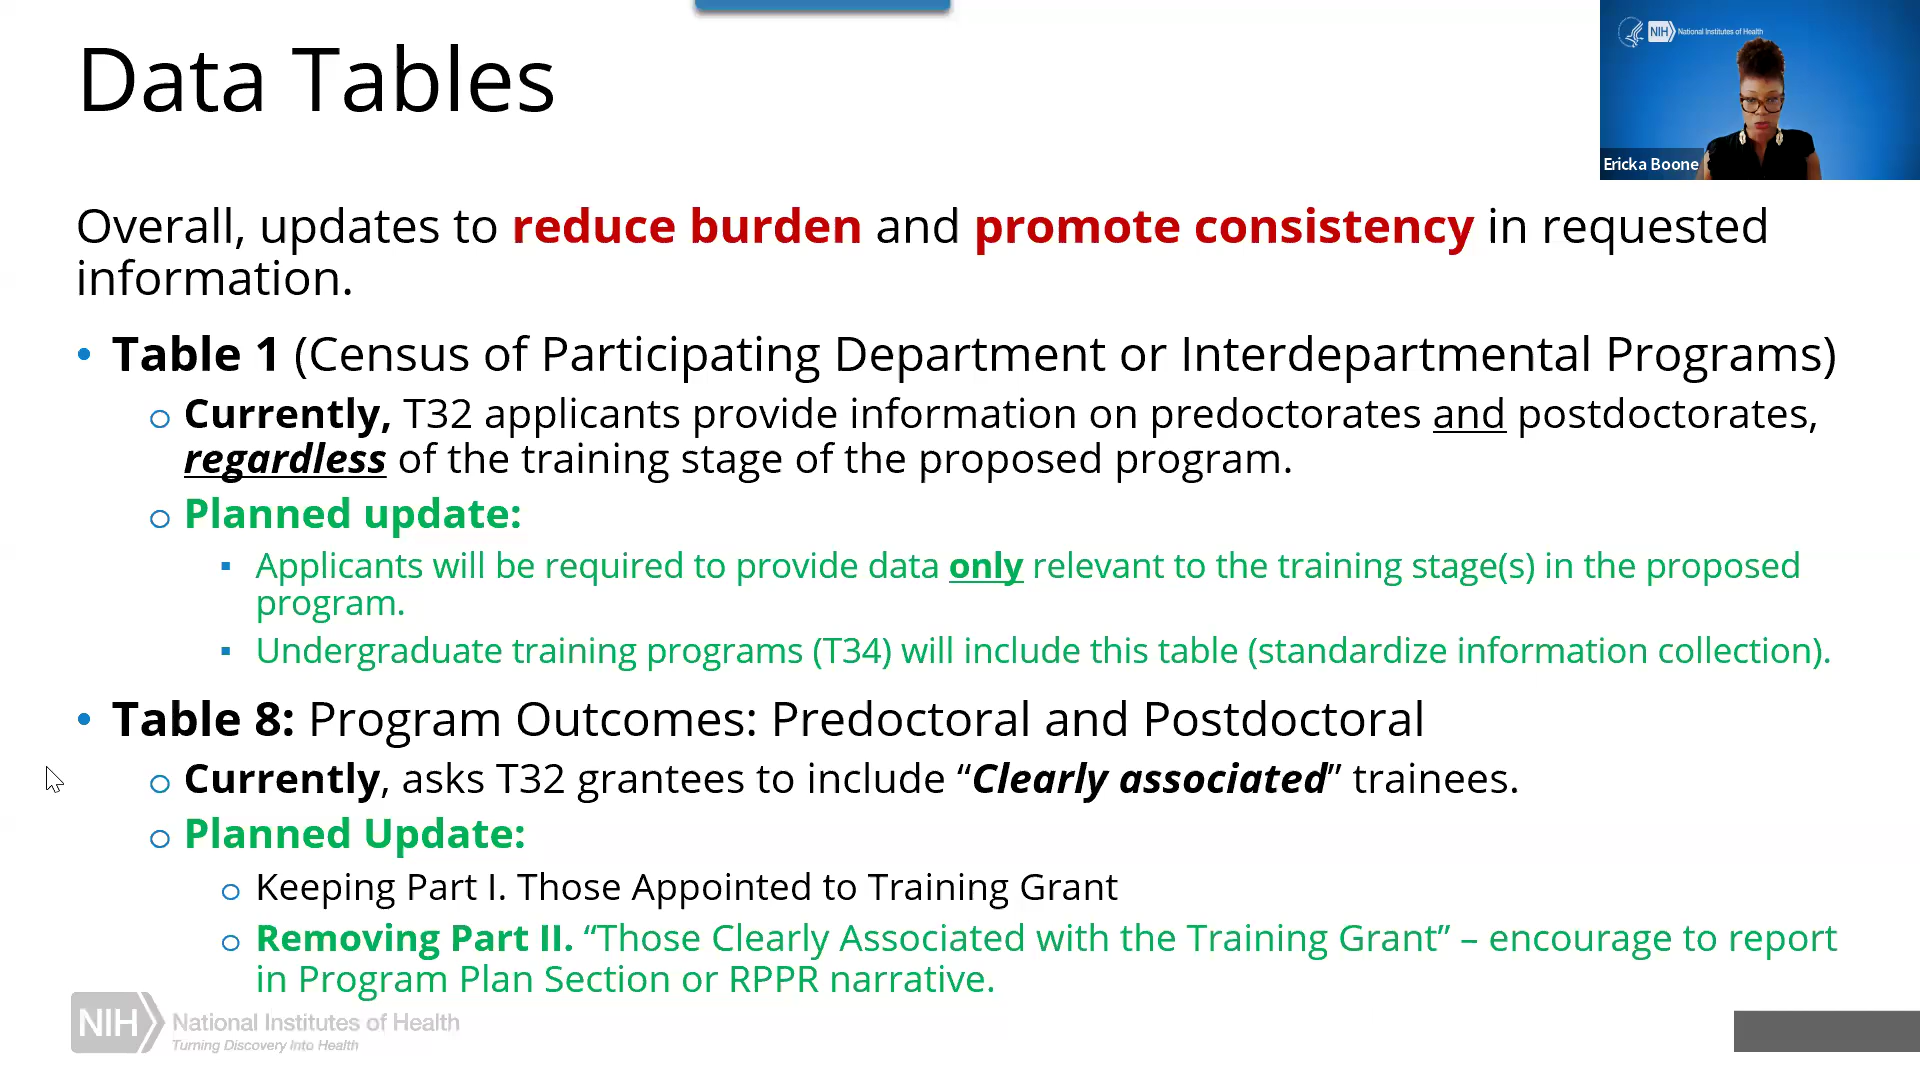 Data Tables
NIH National Institutes of Health
Ericka Boone
Overall, updates to reduce burden and promote consistency in requested
information.
• Table 1 (Census of Participating Department or Interdepartmental Programs)
o Currently, T32 applicants provide information on predoctorates and postdoctorates,
regardless of the training stage of the proposed program.
o Planned update:
▪ Applicants will be required to provide data only relevant to the training stage(s) in the proposed
program.
▪ Undergraduate training programs (T34) will include this table (standardize information collection).
• Table 8: Program Outcomes: Predoctoral and Postdoctoral
o Currently, asks T32 grantees to include “Clearly associated” trainees.
o Planned Update:
o Keeping Part I. Those Appointed to Training Grant
o Removing Part II. “Those Clearly Associated with the Training Grant” – encourage to report
in Program Plan Section or RPPR narrative.
NIH National Institutes of Health
Turning Discovery Into Health